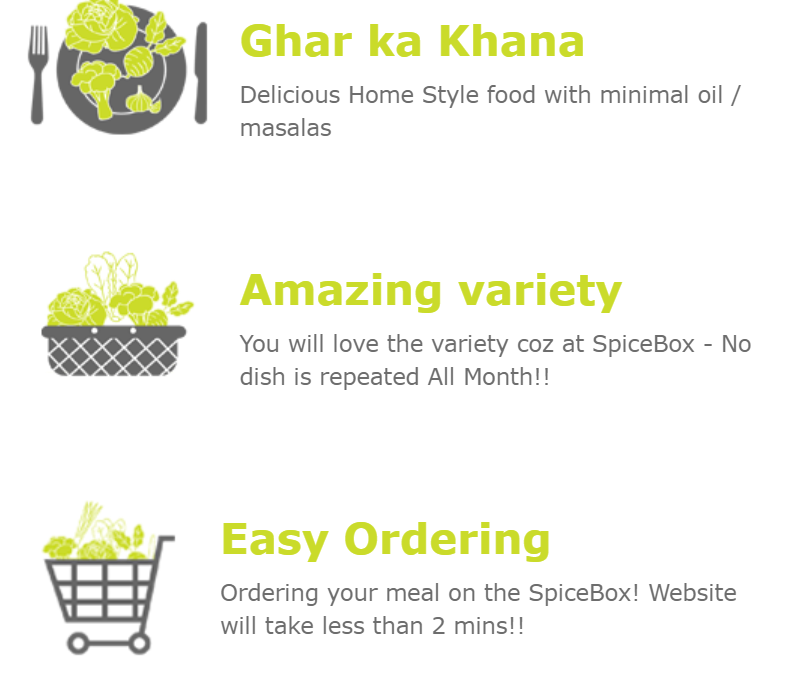 Ghar ka Khana
Delicious Home Style food with minimal oil /
masalas
Amazing variety
You will love the variety coz at SpiceBox - No
dish is repeated All Month!!
Easy Ordering
Ordering your meal on the SpiceBox! Website
will take less than 2 mins!!